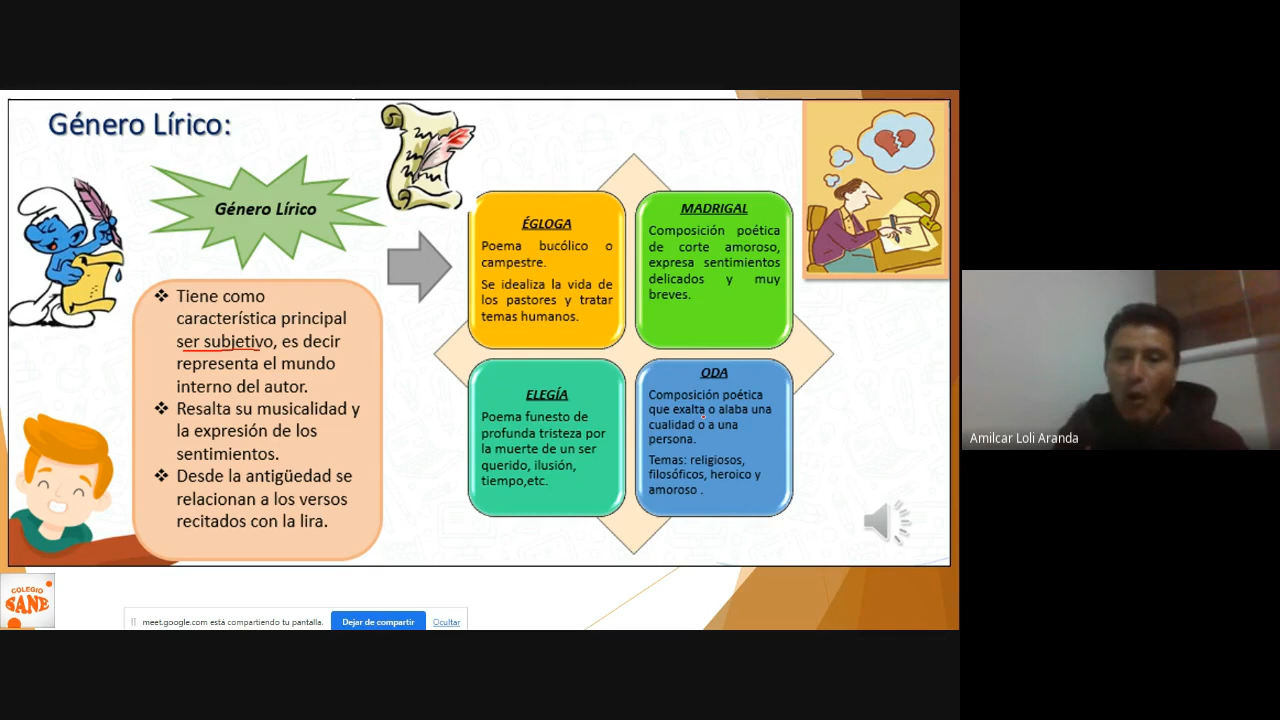 Género Lírico:
Género Lírico
❖ Tiene como
característica principal
ser subjetivo, es decir
representa el mundo
interno del autor.
❖ Resalta su musicalidad y
la expresión de los
sentimientos.
❖ Desde la antigüedad se
relacionan a los versos
recitados con la lira.
ÉGLOGA
Poema bucólico o
campestre.
Se idealiza la vida de
los pastores y tratar
temas humanos.
MADRIGAL
Composición poética
de corte amoroso,
expresa sentimientos
delicados y muy
breves.
ELEGÍA
Poema funesto de
profunda tristeza por
la muerte de un ser
querido, ilusión,
tiempo,etc.
ODA
Composición poética
que exalta o alaba una
cualidad o a una
persona.
Temas: religiosos,
filosóficos, heroico y
amoroso .
COLEGIO
SANE
meet.google.com está compartiendo tu pantalla.
Dejar de compartir
Ocultar
Amilcar Loli Aranda